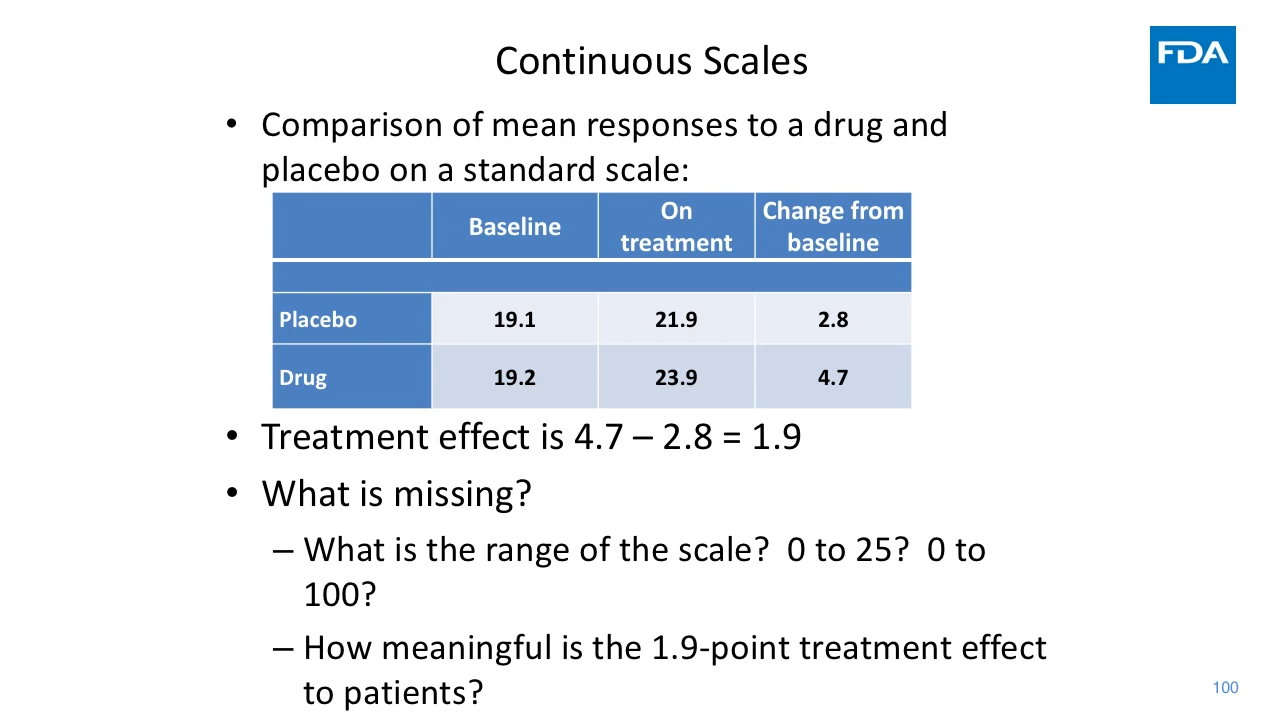 Continuous Scales
FDA
• Comparison of mean responses to a drug and
placebo on a standard scale:
Baseline On treatment Change from baseline
Placebo 19.1 21.9 2.8
Drug 19.2 23.9 4.7
• Treatment effect is 4.7 – 2.8 = 1.9
• What is missing?
– What is the range of the scale? 0 to 25? 0 to
100?
– How meaningful is the 1.9-point treatment effect
to patients?
100